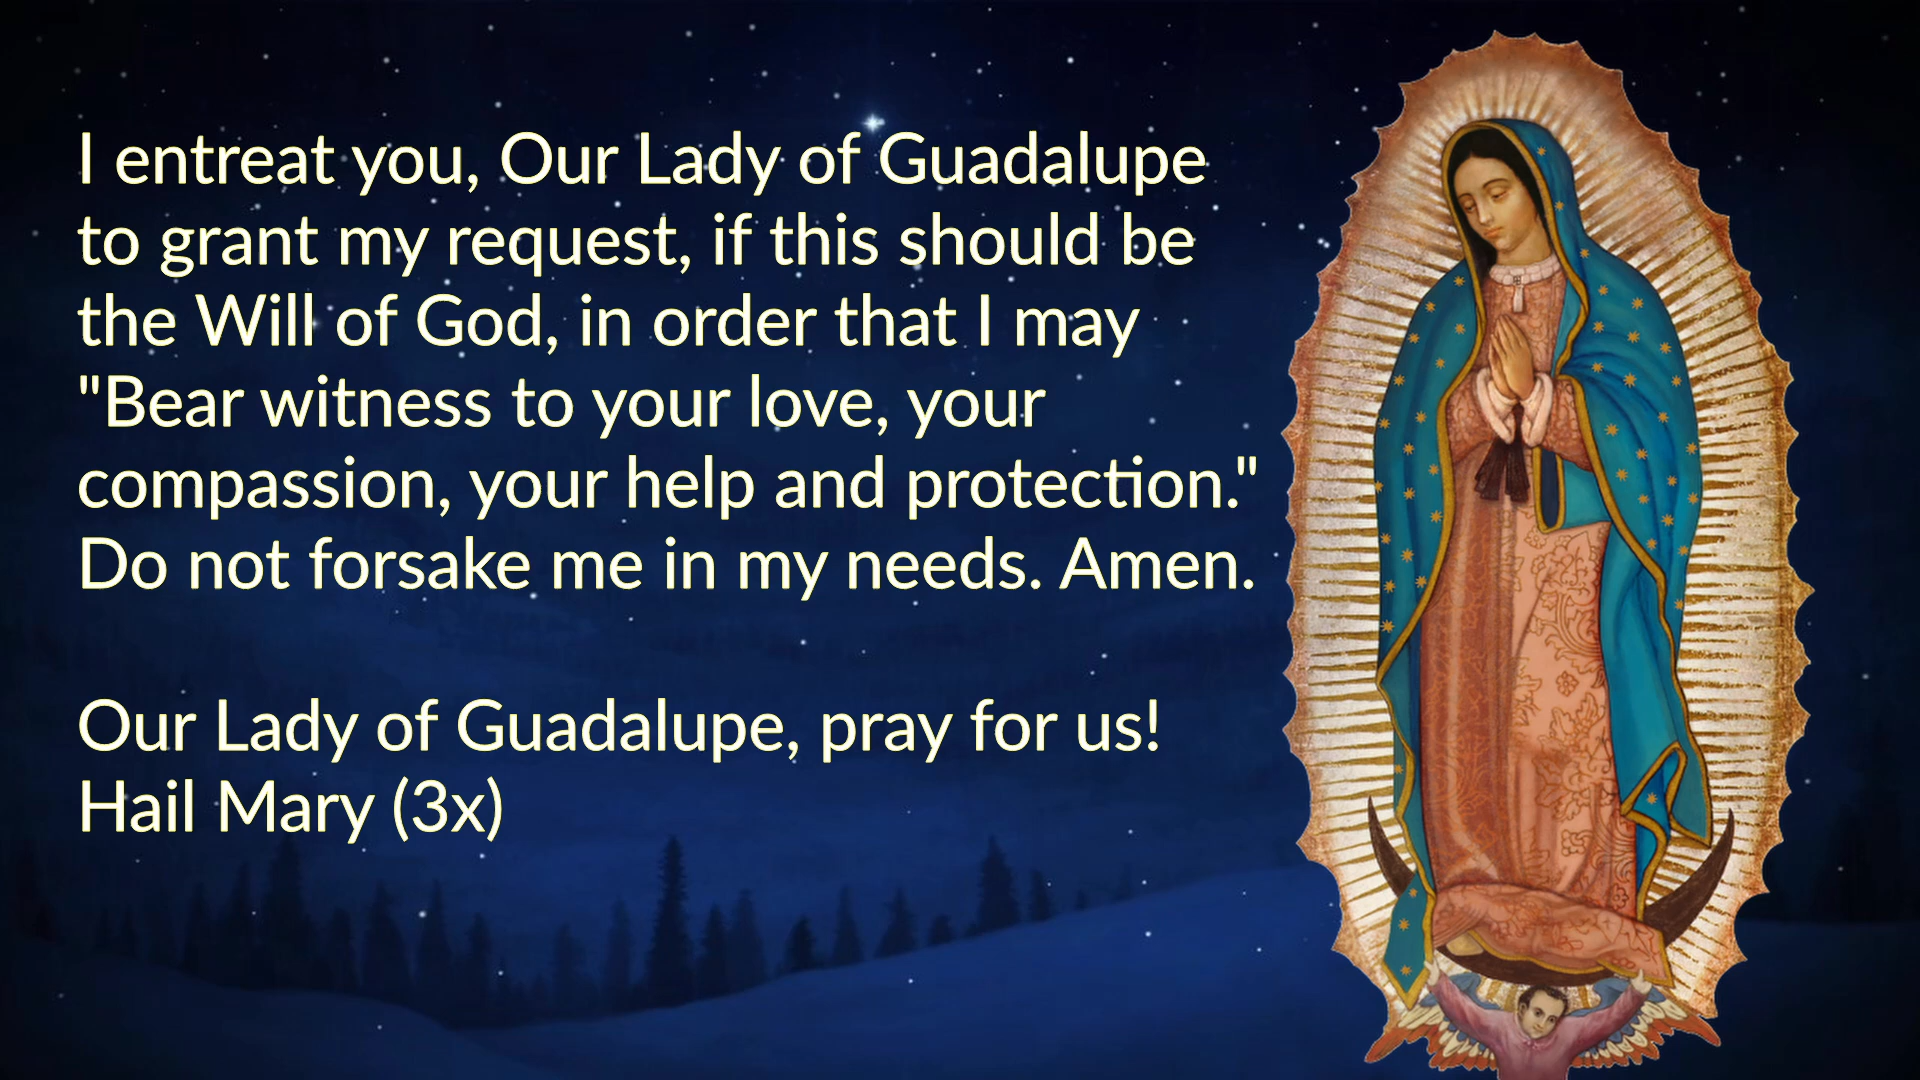 I entreat you, Our Lady of Guadalupe
to grant my request, if this should be
the Will of God, in order that I may
"Bear witness to your love, your
compassion, your help and protection."
Do not forsake me in my needs. Amen.
Our Lady of Guadalupe, pray for us!
Hail Mary (3x)